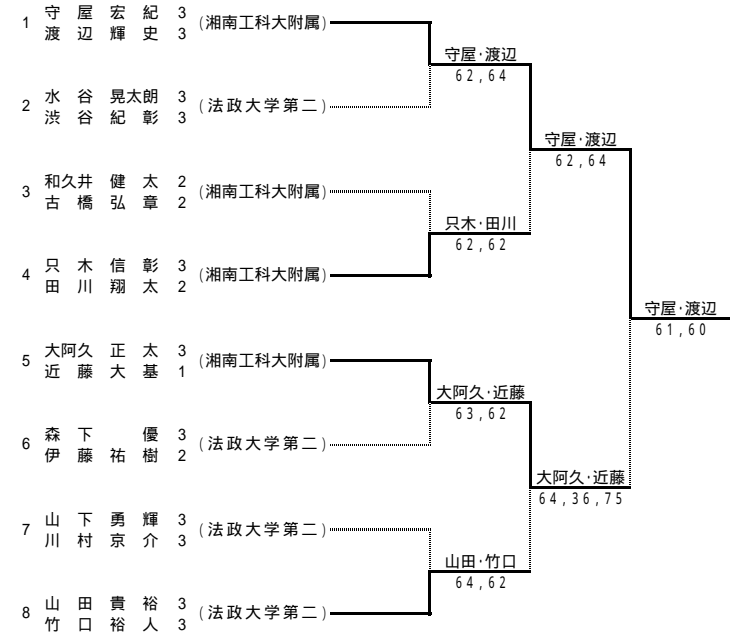 1 守屋 宏紀 3 (湘南工科大附属)
渡辺 輝史 3
守屋・渡辺
62,64
2 水谷 晃太朗 3 (法政大学第二)
渋谷 紀彰 3
守屋・渡辺
62,64
3 和久井 健太 2 (湘南工科大附属)
古橋 弘章 2
只木・田川
62,62
4 只木 信彰 3 (湘南工科大附属)
田川 翔太 2
守屋・渡辺
61,60
5 大阿久 正太 3 (湘南工科大附属)
近藤 大基 1
大阿久・近藤
63,62
6 森下 優 3 (法政大学第二)
伊藤 祐樹 2
大阿久・近藤
64,36,75
7 山下 勇輝 3 (法政大学第二)
川村 京介 3
山田・竹口
64,62
8 山田 貴裕 3 (法政大学第二)
竹口 裕人 3